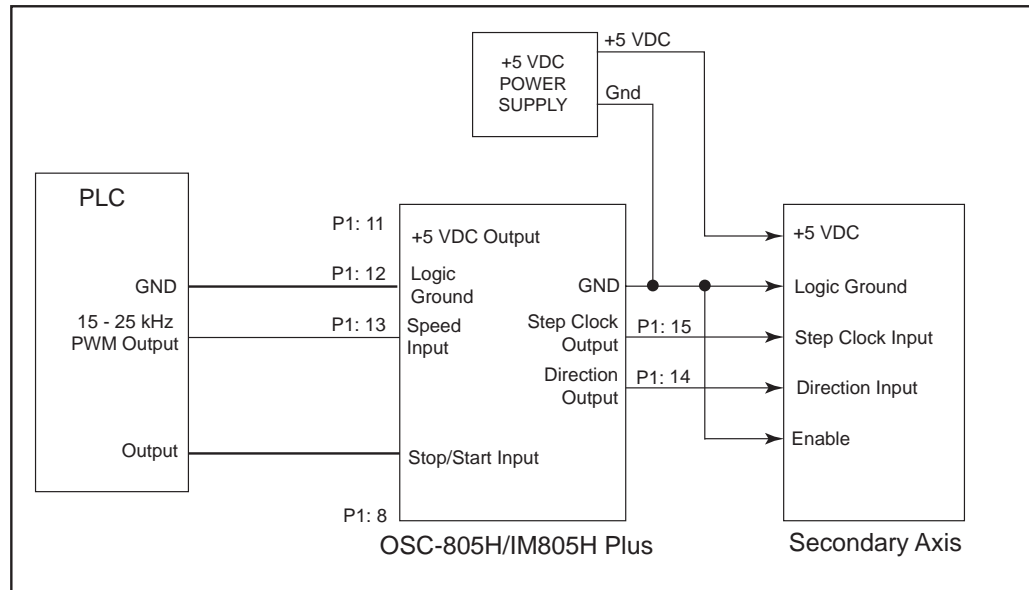 +5 VDC
POWER
SUPPLY
+5 VDC
Gnd
PLC
GND
15 - 25 kHz
PWM Output
Output
P1: 11
P1: 12
P1: 13
P1: 8
+5 VDC Output
Logic
Ground
Speed
Input
Stop/Start Input
GND
Step Clock
Output
Direction
Output
P1: 15
P1: 14
OSC-805H/IM805H Plus
+5 VDC
Logic Ground
Step Clock Input
Direction Input
Enable
Secondary Axis